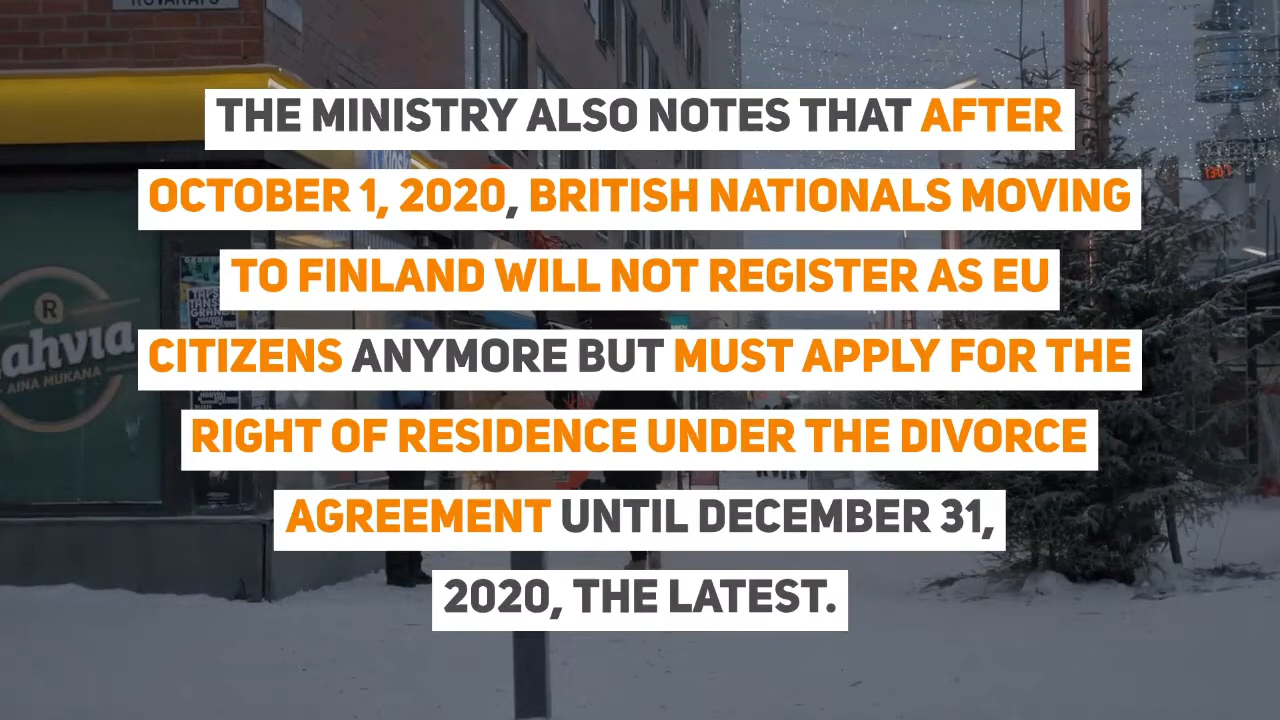 THE MINISTRY ALSO NOTES THAT AFTER
OCTOBER 1, 2020, BRITISH NATIONALS MOVING
TO FINLAND WILL NOT REGISTER AS EU
CITIZENS ANYMORE BUT MUST APPLY FOR THE
RIGHT OF RESIDENCE UNDER THE DIVORCE
AGREEMENT UNTIL DECEMBER 31,
2020, THE LATEST.
R
ahvia
AINA MUKANA